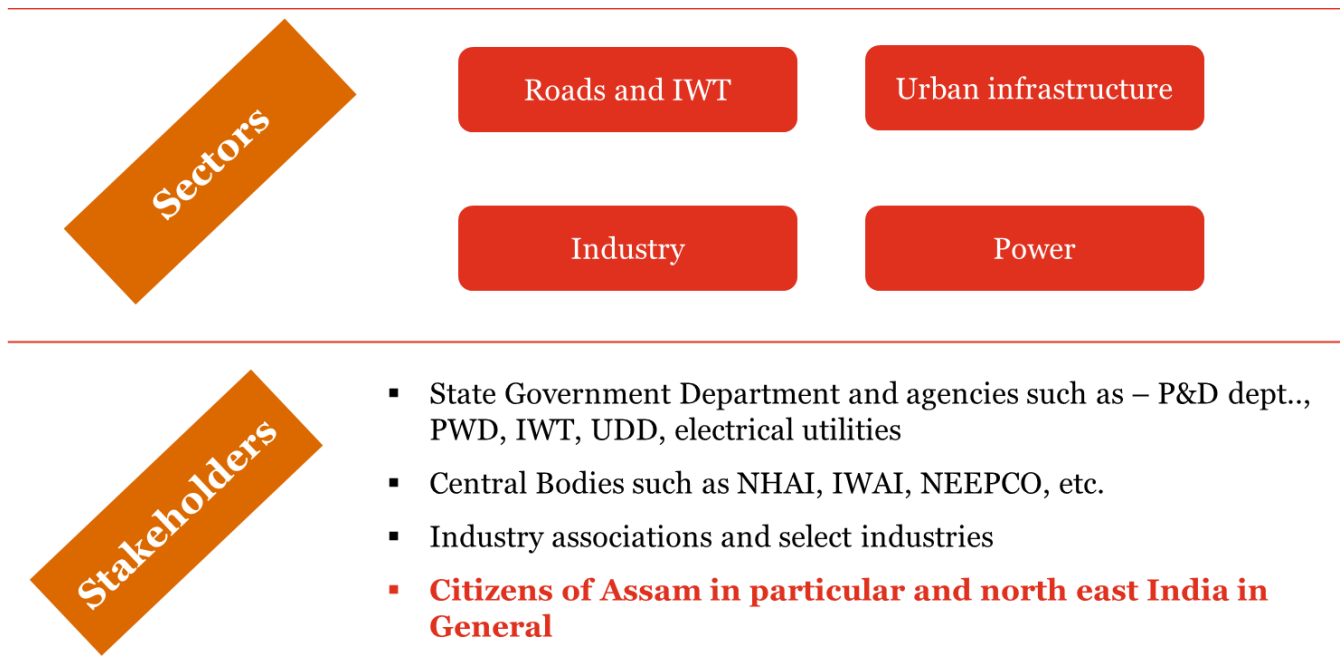 Sectors
Roads and IWT
Urban infrastructure
Industry
Power
Stakeholders
▪ State Government Department and agencies such as – P&D dept..,
PWD, IWT, UDD, electrical utilities
▪ Central Bodies such as NHAI, IWAI, NEEPCO, etc.
▪ Industry associations and select industries
▪ Citizens of Assam in particular and north east India in
General